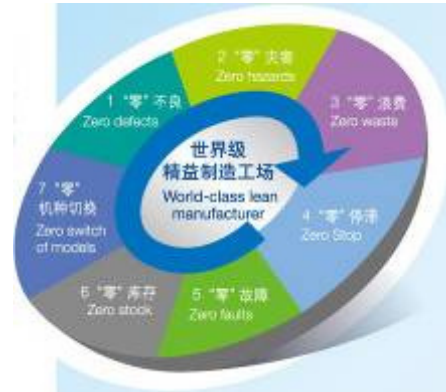 1 “零” 不良
Zero defects
2 “零” 灾害
Zero hazards
3 “零” 浪费
Zero waste
4 “零” 停滞
Zero Stop
5 “零” 故障
Zero faults
6 “零” 库存
Zero stock
7 “零”
机种切换
Zero switch
of models
世界级
精益制造工场
World-class lean
manufacturer